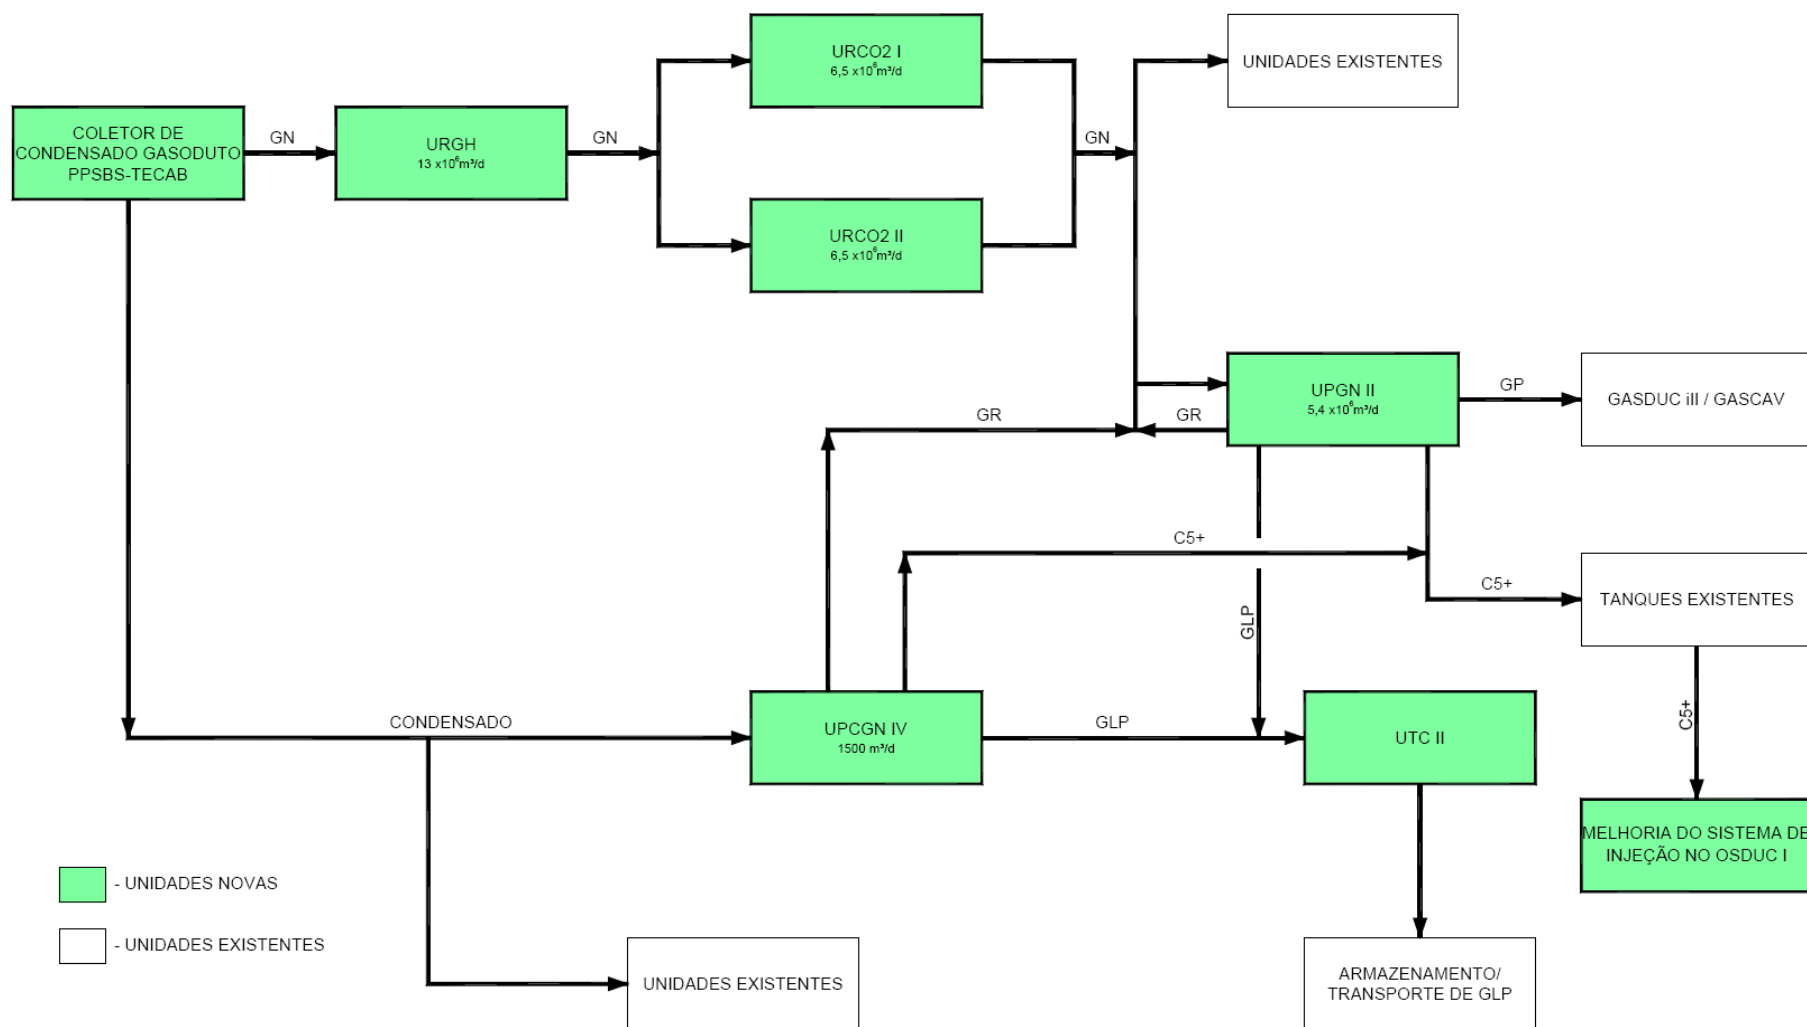 URCO2 I
6,5 x10⁶m³/d
UNIDADES EXISTENTES
COLETOR DE
CONDENSADO GASODUTO
PPSBS-TECAB
GN
URGH
13 x10⁶m³/d
GN
GN
URCO2 II
6,5 x10⁶m³/d
UPGN II
5,4 x10⁶m³/d
GP
GASDUC iII / GASCAV
GR
GR
C5+
C5+
TANQUES EXISTENTES
GLP
CONDENSADO
UPCGN IV
1500 m³/d
GLP
UTC II
C5+
MELHORIA DO SISTEMA DE
INJEÇÃO NO OSDUC I
- UNIDADES NOVAS
- UNIDADES EXISTENTES
UNIDADES EXISTENTES
ARMAZENAMENTO/
TRANSPORTE DE GLP